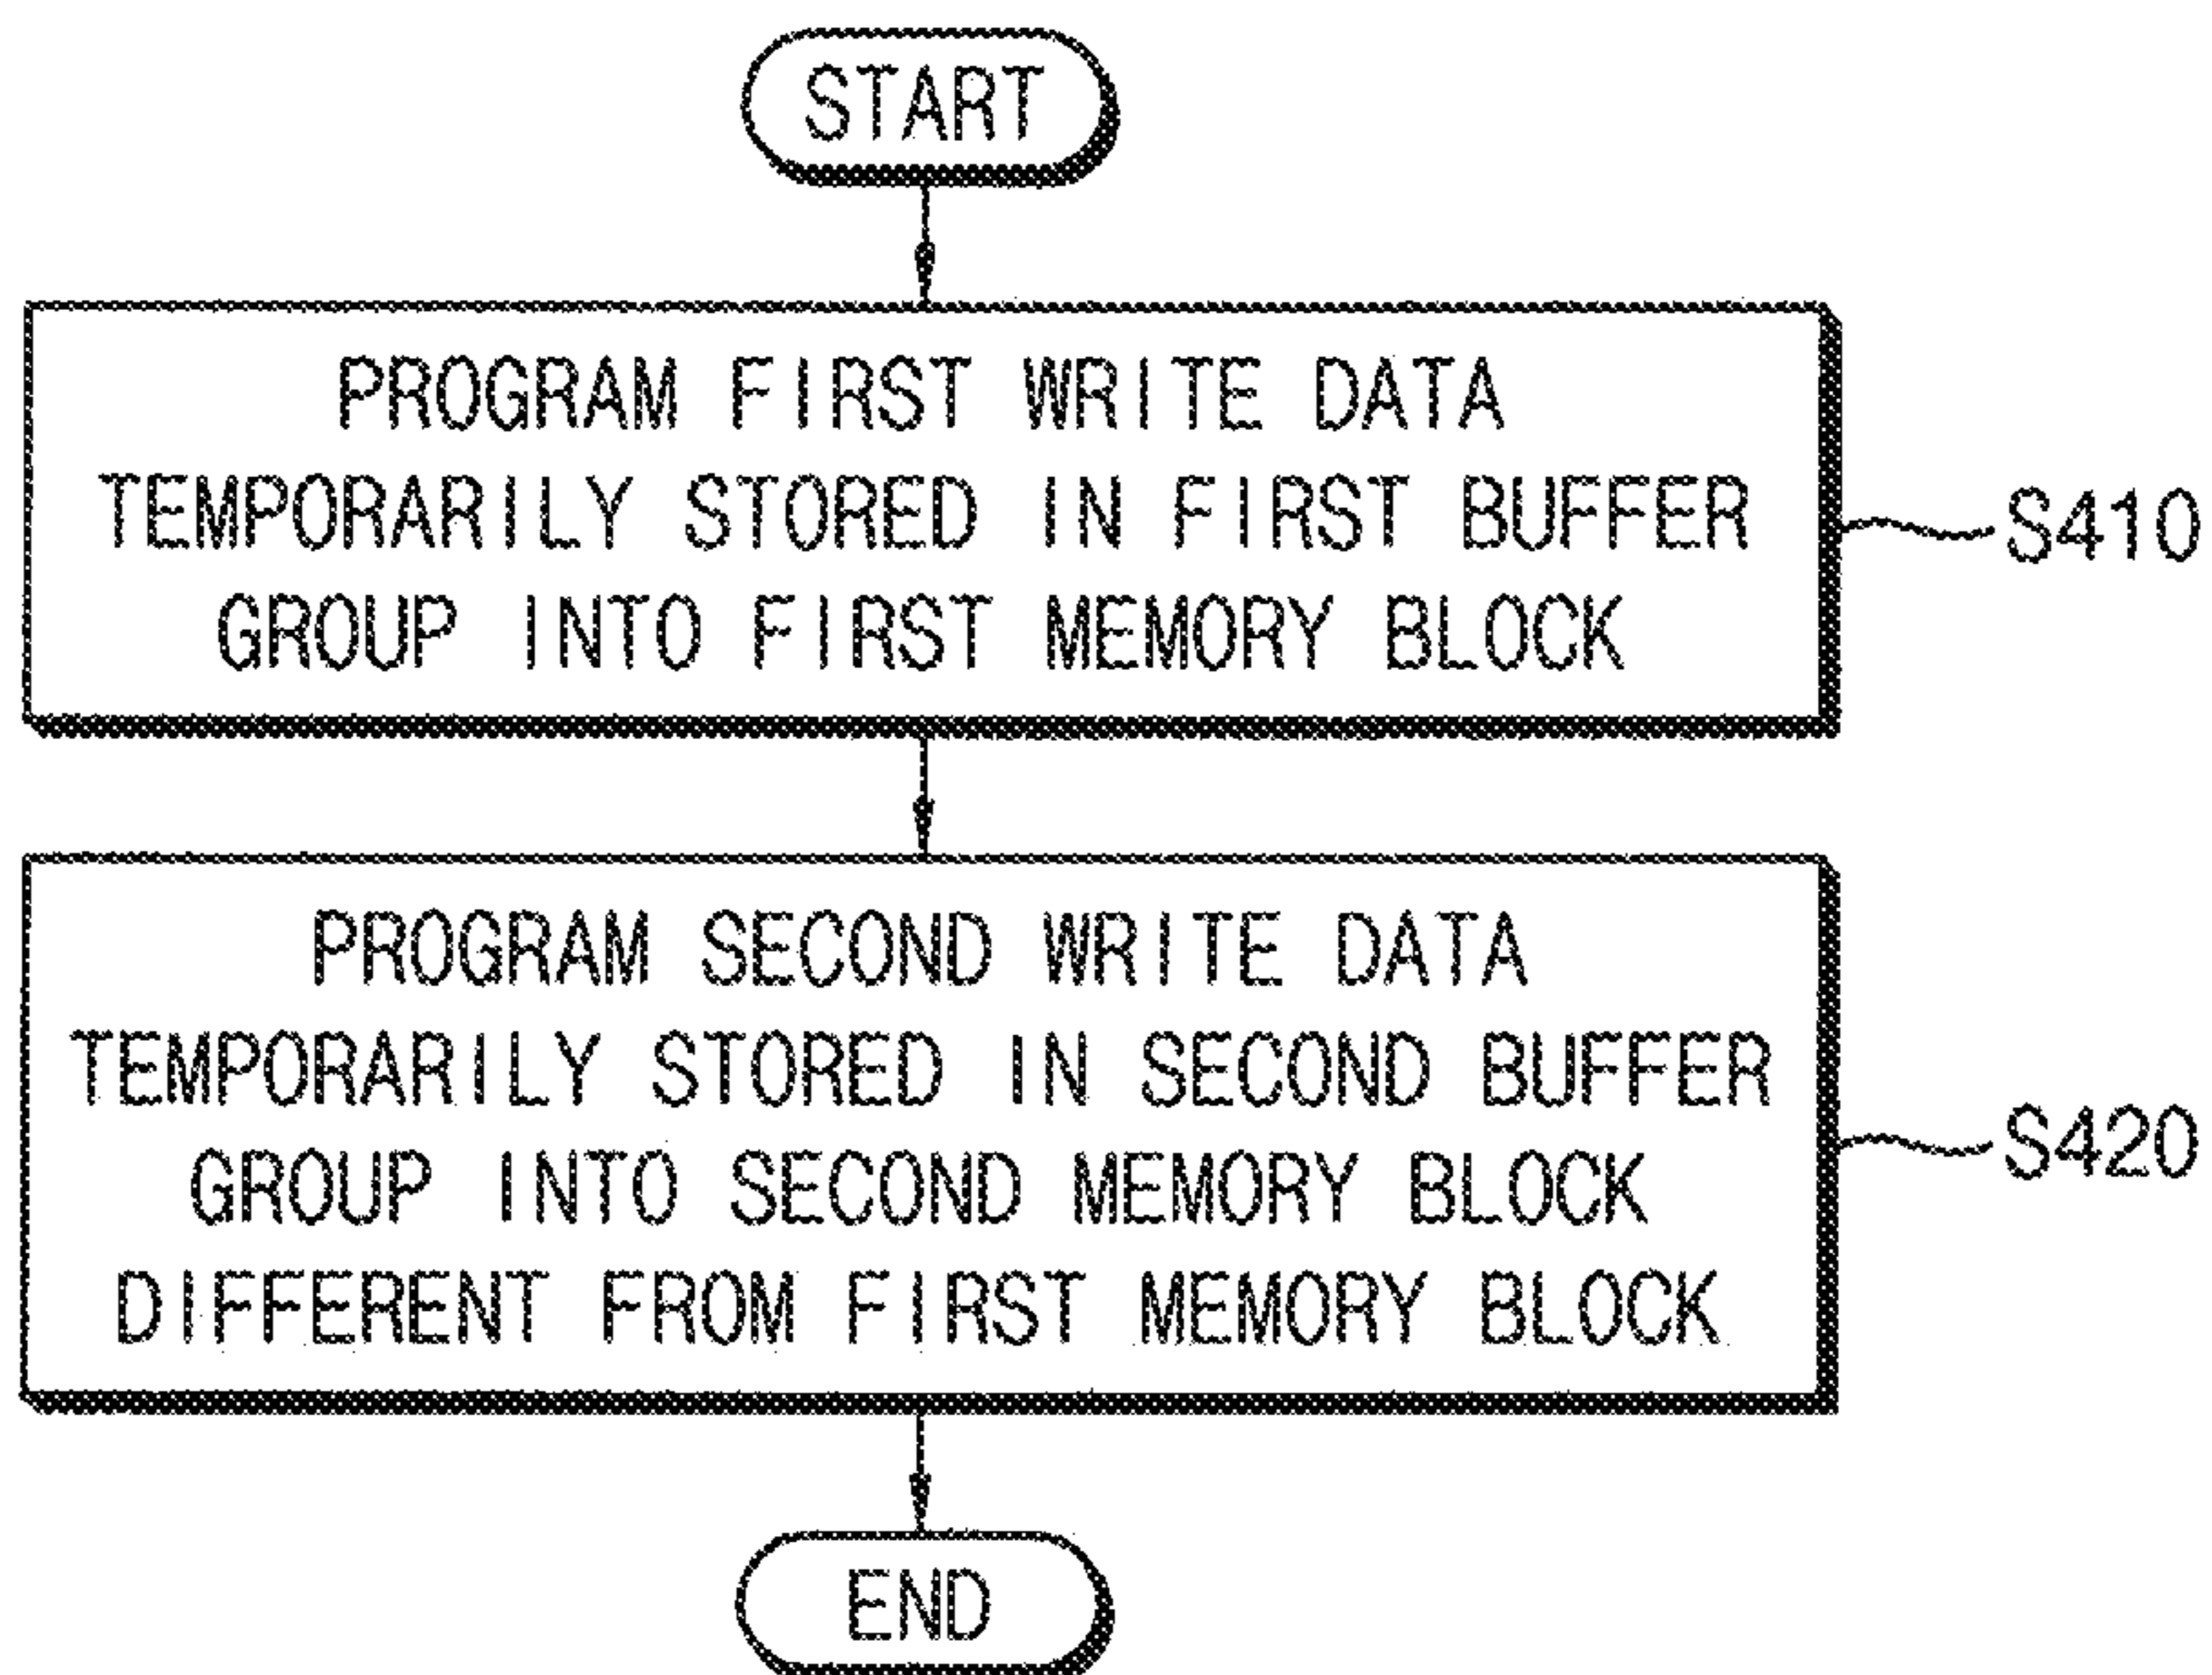 START
PROGRAM FIRST WRITE DATA
TEMPORARILY STORED IN FIRST BUFFER
GROUP INTO FIRST MEMORY BLOCK
S410
PROGRAM SECOND WRITE DATA
TEMPORARILY STORED IN SECOND BUFFER
GROUP INTO SECOND MEMORY BLOCK
DIFFERENT FROM FIRST MEMORY BLOCK
S420
END